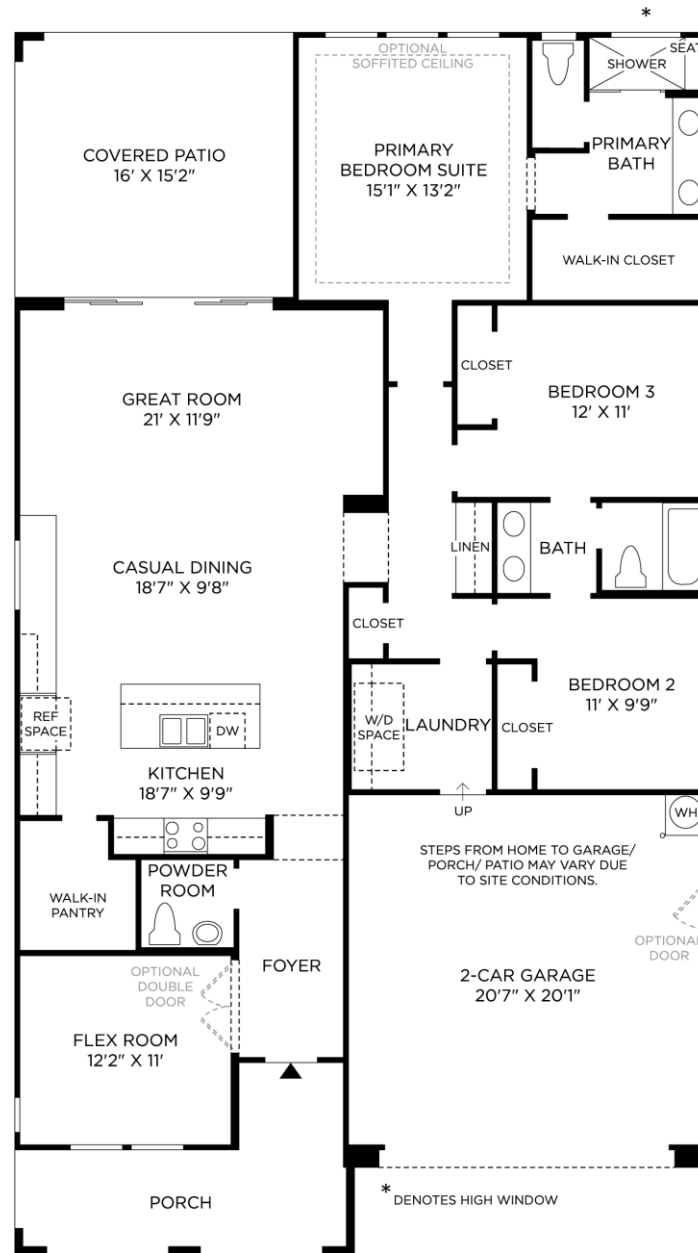 *
OPTIONAL
SOFFITED CEILING
SEAT
SHOWER
COVERED PATIO
16' X 15'2"
PRIMARY
BEDROOM SUITE
15'1" X 13'2"
PRIMARY
BATH
WALK-IN CLOSET
CLOSET
GREAT ROOM
21' X 11'9"
BEDROOM 3
12' X 11'
CASUAL DINING
18'7" X 9'8"
LINEN
BATH
CLOSET
REF
SPACE
DW
W/D
SPACE
LAUNDRY
CLOSET
BEDROOM 2
11' X 9'9"
KITCHEN
18'7" X 9'9"
UP
WH
STEPS FROM HOME TO GARAGE/
PORCH/ PATIO MAY VARY DUE
TO SITE CONDITIONS.
POWDER
ROOM
WALK-IN
PANTRY
OPTIONAL
DOOR
FOYER
OPTIONAL
DOUBLE
DOOR
2-CAR GARAGE
20'7" X 20'1"
FLEX ROOM
12'2" X 11'
PORCH
* DENOTES HIGH WINDOW